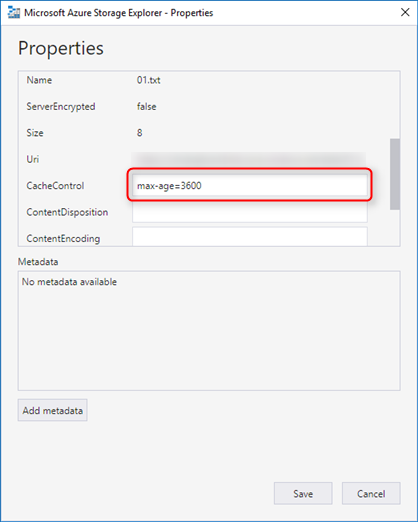 Microsoft Azure Storage Explorer - Properties
Properties
Name 01.txt
ServerEncrypted false
Size 8
Uri
CacheControl max-age=3600
ContentDisposition
ContentEncoding
Metadata
No metadata available
Add metadata
Save Cancel